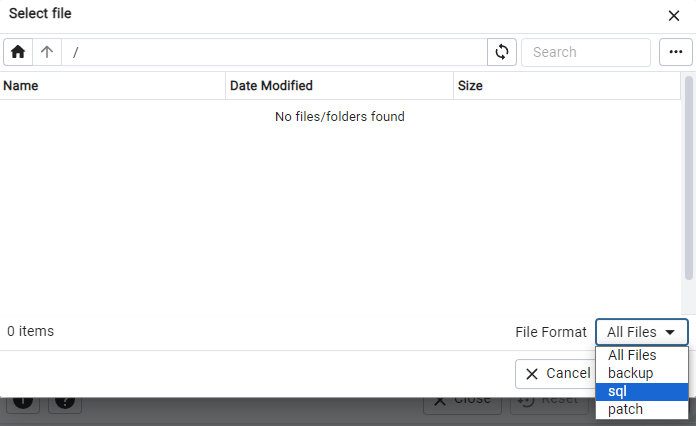 Select file
/
Search
Name Date Modified Size
No files/folders found
0 items
File Format All Files
All Files
backup
sql
patch
Cancel
Close Reset